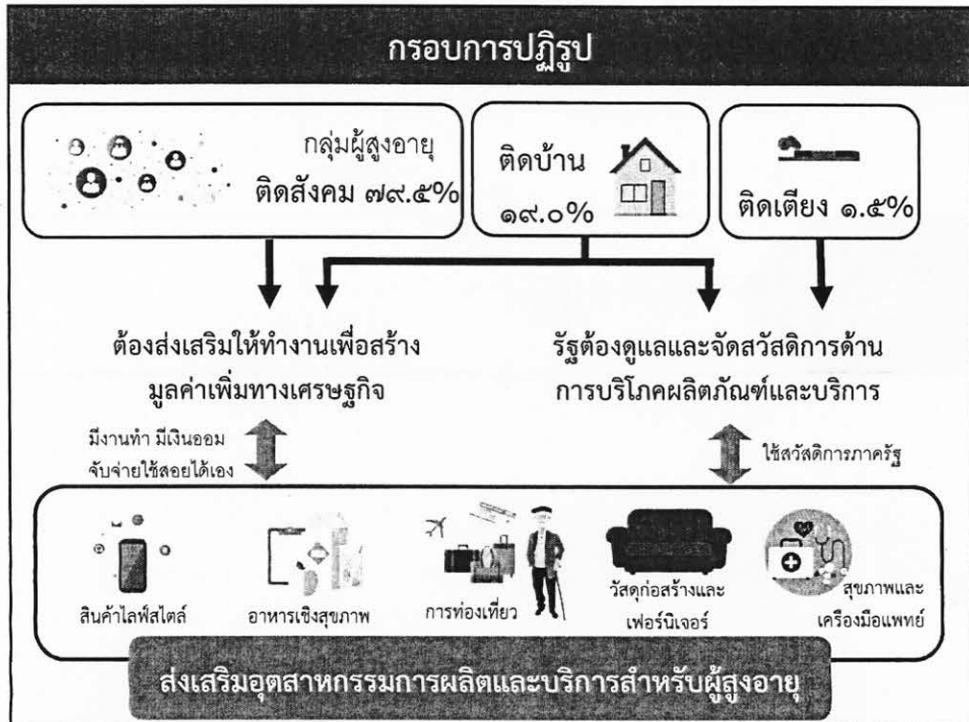 กรอบการปฏิรูป
กลุ่มผู้สูงอายุ
ติดสังคม ๗๙.๕%
ติดบ้าน
๑๙.๐%
ติดเตียง ๑.๕%
ต้องส่งเสริมให้ทำงานเพื่อสร้าง
มูลค่าเพิ่มทางเศรษฐกิจ
รัฐต้องดูแลและจัดสวัสดิการด้าน
การบริโภคผลิตภัณฑ์และบริการ
มีงานทำ มีเงินออม
จับจ่ายใช้สอยได้เอง
ใช้สวัสดิการภาครัฐ
สินค้าไลฟ์สไตล์
อาหารเชิงสุขภาพ
การท่องเที่ยว
วัสดุก่อสร้างและ
เฟอร์นิเจอร์
สุขภาพและ
เครื่องมือแพทย์
ส่งเสริมอุตสาหกรรมการผลิตและบริการสำหรับผู้สูงอายุ